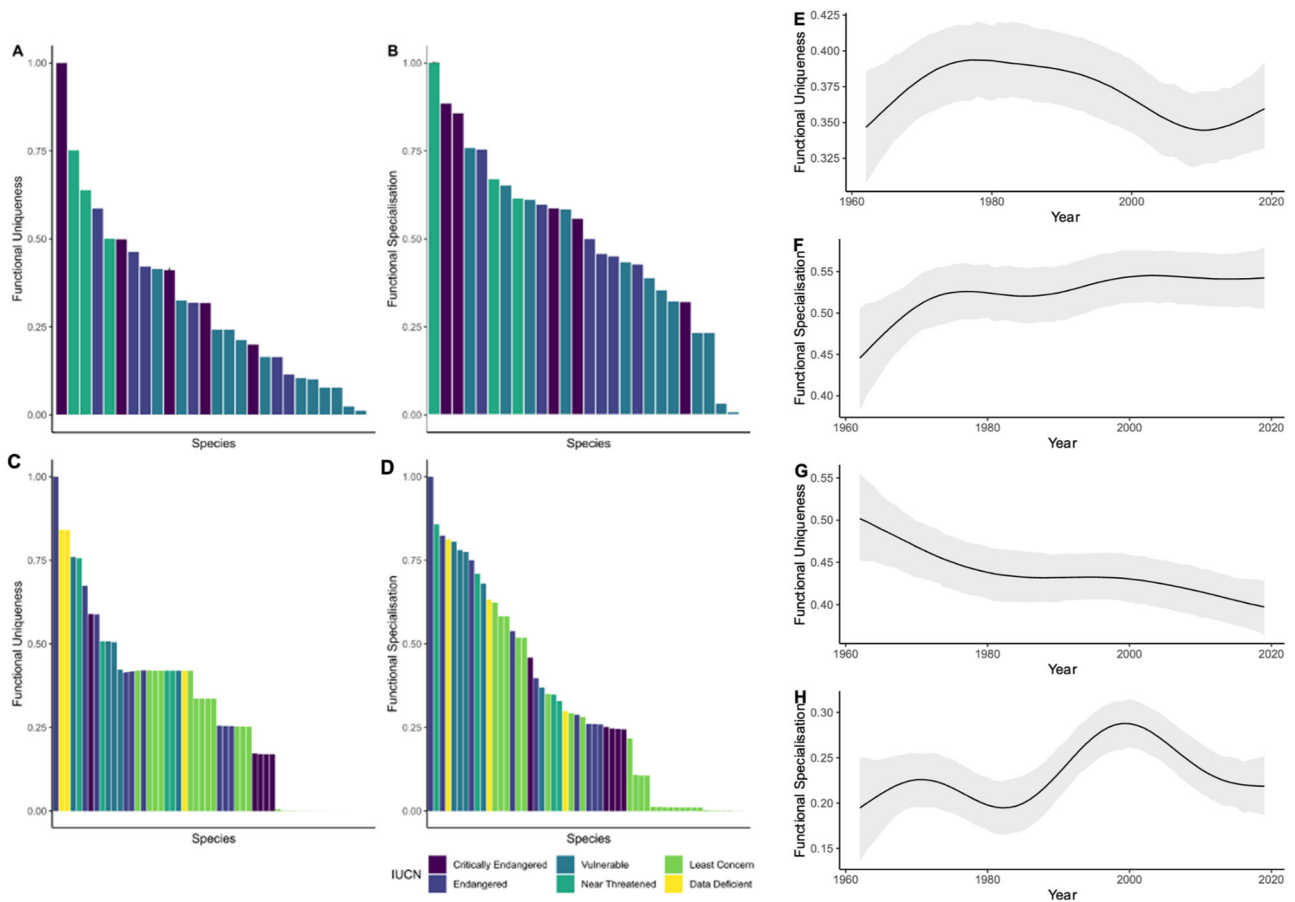 A
1.00
0.75
0.50
0.25
0.00
Functional Uniqueness
Species
B
1.00
0.75
0.50
0.25
0.00
Functional Specialisation
Species
C
1.00
0.75
0.50
0.25
0.00
Functional Uniqueness
Species
D
1.00
0.75
0.50
0.25
0.00
Functional Specialisation
Species
IUCN
Critically Endangered
Endangered
Vulnerable
Near Threatened
Least Concern
Data Deficient
E
0.425
0.400
0.375
0.350
0.325
Functional Uniqueness
1960 1980 2000 2020
Year
F
0.55
0.50
0.45
0.40
Functional Specialisation
1960 1980 2000 2020
Year
G
0.55
0.50
0.45
0.40
Functional Uniqueness
1960 1980 2000 2020
Year
H
0.30
0.25
0.20
0.15
Functional Specialisation
1960 1980 2000 2020
Year